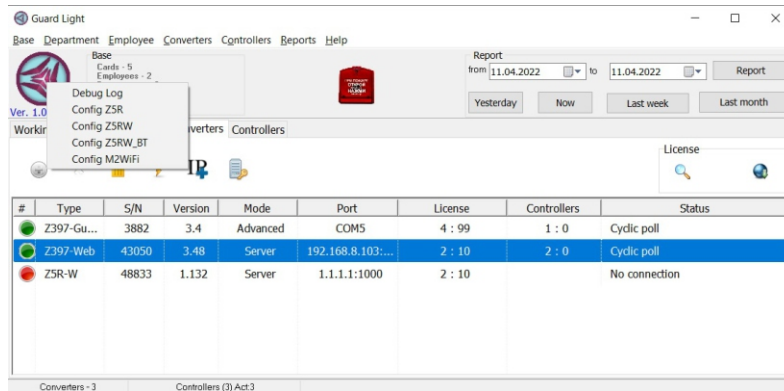 Guard Light
Base Department Employee Converters Controllers Reports Help
Base
Cards - 5
Employees - 2
Ver. 1.0
Debug Log
Config Z5R
Config Z5RW
Config Z5RW_BT
Config M2WiFi
Report
from 11.04.2022 to 11.04.2022 Report
Yesterday Now Last week Last month
Workin verters Controllers
IP
License
# Type S/N Version Mode Port License Controllers Status
Z397-Gu... 3882 3.4 Advanced COM5 4 : 99 1 : 0 Cydic poll
Z397-Web 43050 3.48 Server 192.168.8.103:... 2 : 10 2 : 0 Cydic poll
Z5R-W 48833 1.132 Server 1.1.1.1:1000 2 : 10 No connection
Converters - 3 Controllers (3) Act:3